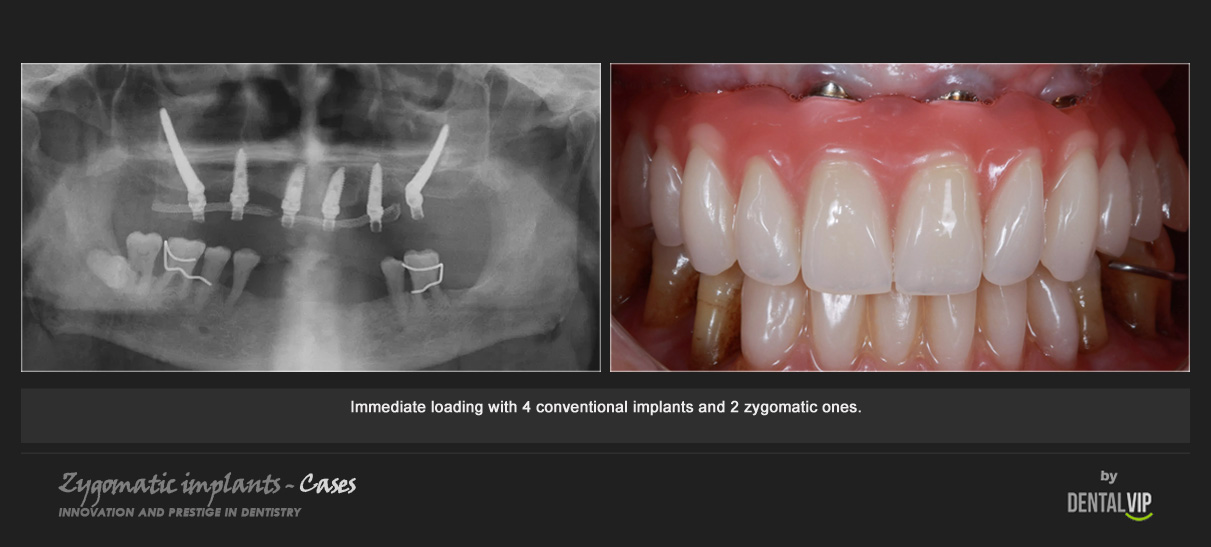 Immediate loading with 4 conventional implants and 2 zygomatic ones.
Zygomatic implants - Cases
INNOVATION AND PRESTIGE IN DENTISTRY
by
DENTALVIP